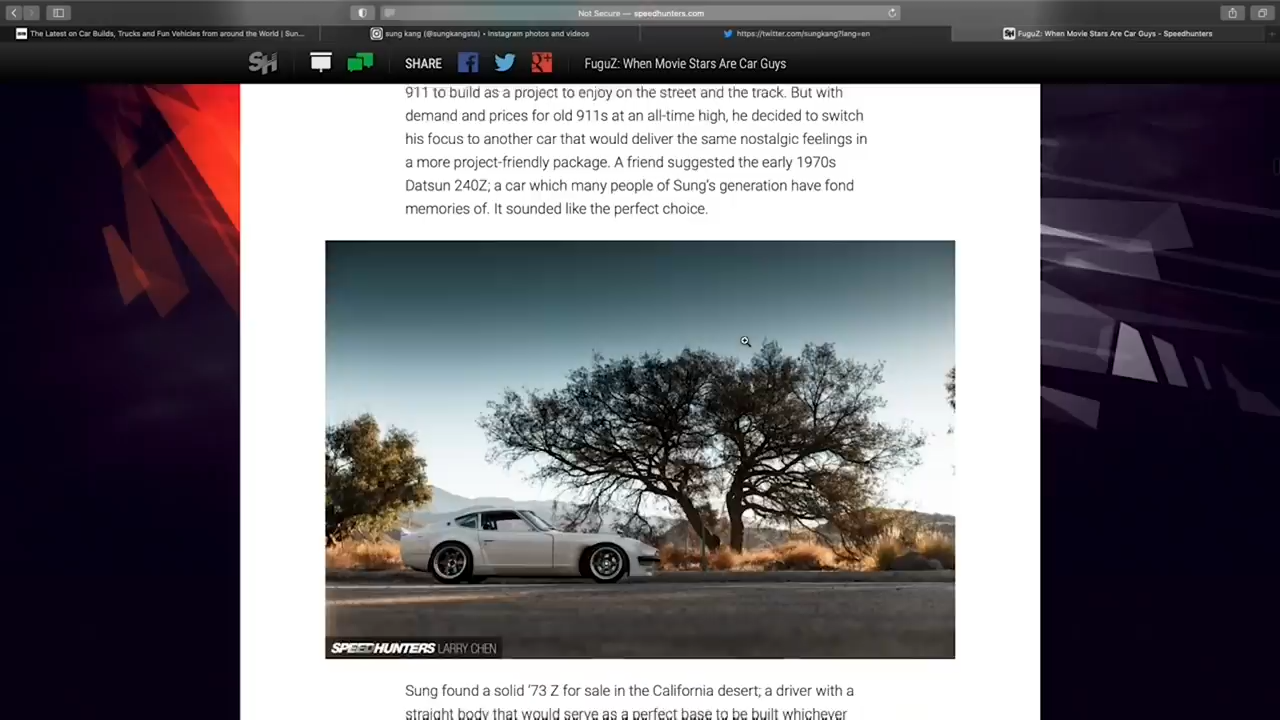 Not Secure — speedhunters.com
The Latest on Car Builds, Trucks and Fun Vehicles from around the World | Sun...
sung kang (@sungkangsta) • Instagram photos and videos
https://twitter.com/sungkang?lang=en
FuguZ: When Movie Stars Are Car Guys - Speedhunters
SH
SHARE
FuguZ: When Movie Stars Are Car Guys
911 to build as a project to enjoy on the street and the track. But with
demand and prices for old 911s at an all-time high, he decided to switch
his focus to another car that would deliver the same nostalgic feelings in
a more project-friendly package. A friend suggested the early 1970s
Datsun 240Z; a car which many people of Sung’s generation have fond
memories of. It sounded like the perfect choice.
SPEEDHUNTERS LARRY CHEN
Sung found a solid ’73 Z for sale in the California desert; a driver with a
straight body that would serve as a perfect base to be built whichever